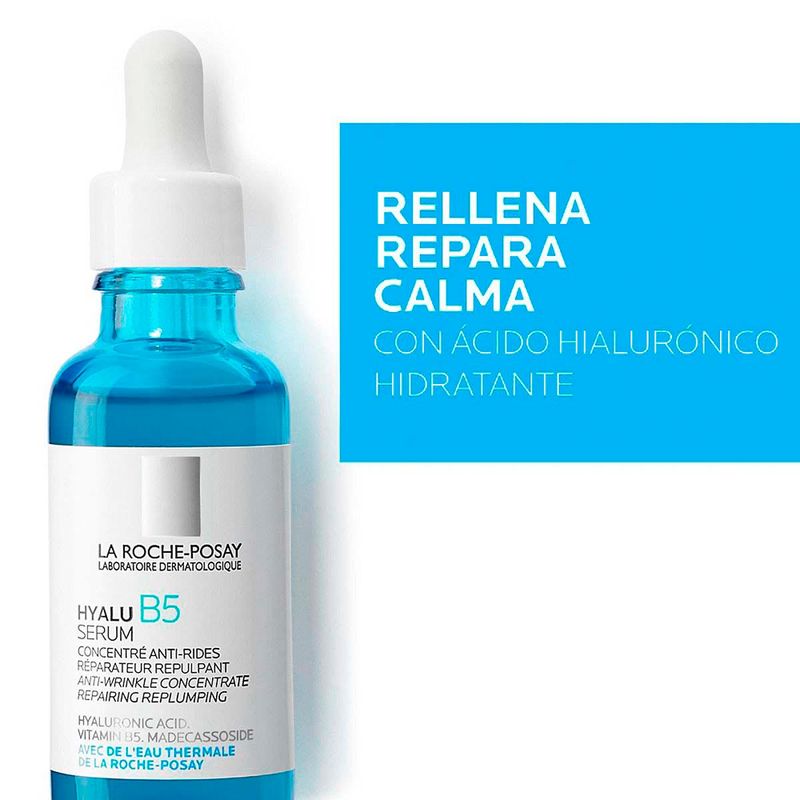 RELLENA
REPARA
CALMA
CON ÁCIDO HIALURÓNICO
HIDRATANTE
LA ROCHE-POSAY
LABORATOIRE DERMATOLOGIQUE
HYALU B5
SERUM
CONCENTRÉ ANTI-RIDES
RÉPARATEUR REPULPANT
ANTI-WRINKLE CONCENTRATE
REPAIRING REPLUMPING
HYALURONIC ACID.
VITAMIN B5. MADECASSOSIDE
AVEC DE L'EAU THERMALE
DE LA ROCHE-POSAY